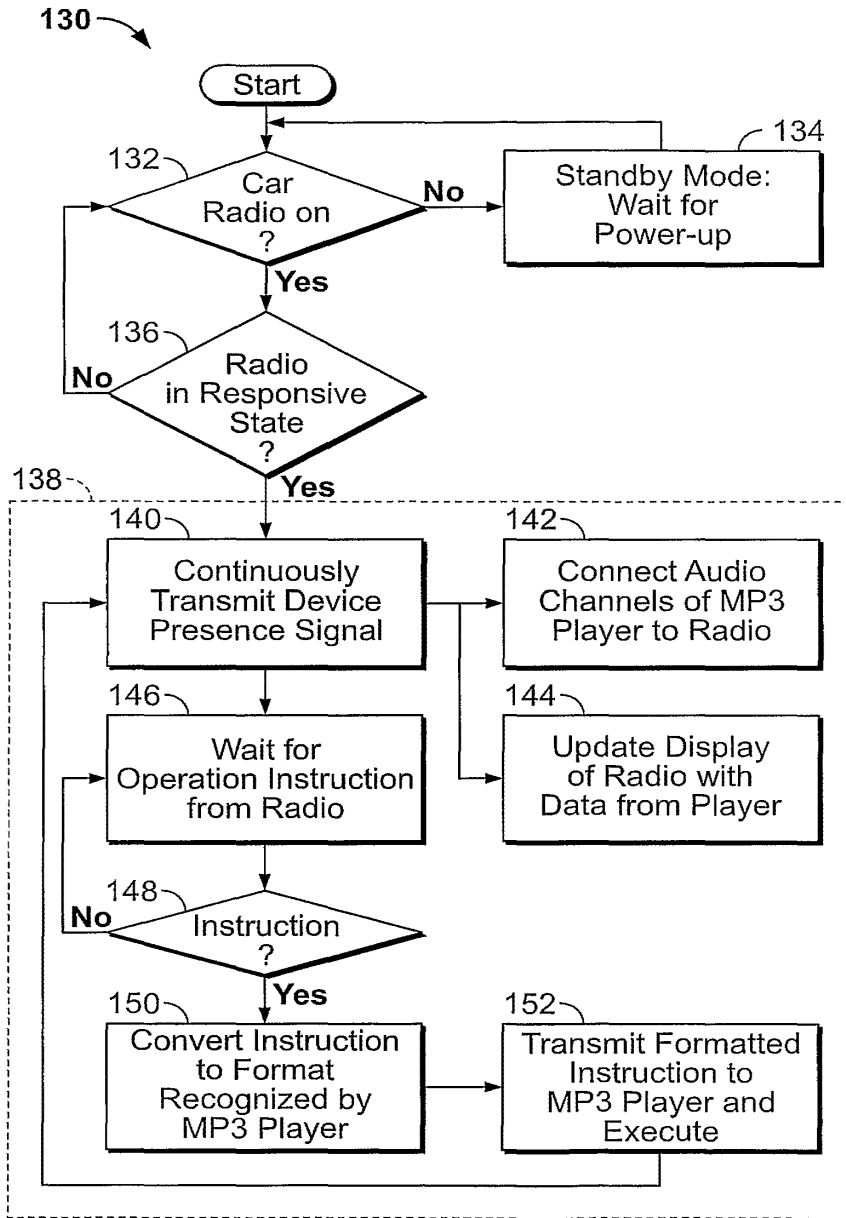 130
Start
132
Car
Radio on
?
No
134
Standby Mode:
Wait for
Power-up
Yes
136
Radio
in Responsive
State
?
No
Yes
138
140
Continuously
Transmit Device
Presence Signal
142
Connect Audio
Channels of MP3
Player to Radio
146
Wait for
Operation Instruction
from Radio
144
Update Display
of Radio with
Data from Player
148
Instruction
?
No
Yes
150
Convert Instruction
to Format
Recognized by
MP3 Player
152
Transmit Formatted
Instruction to
MP3 Player and
Execute